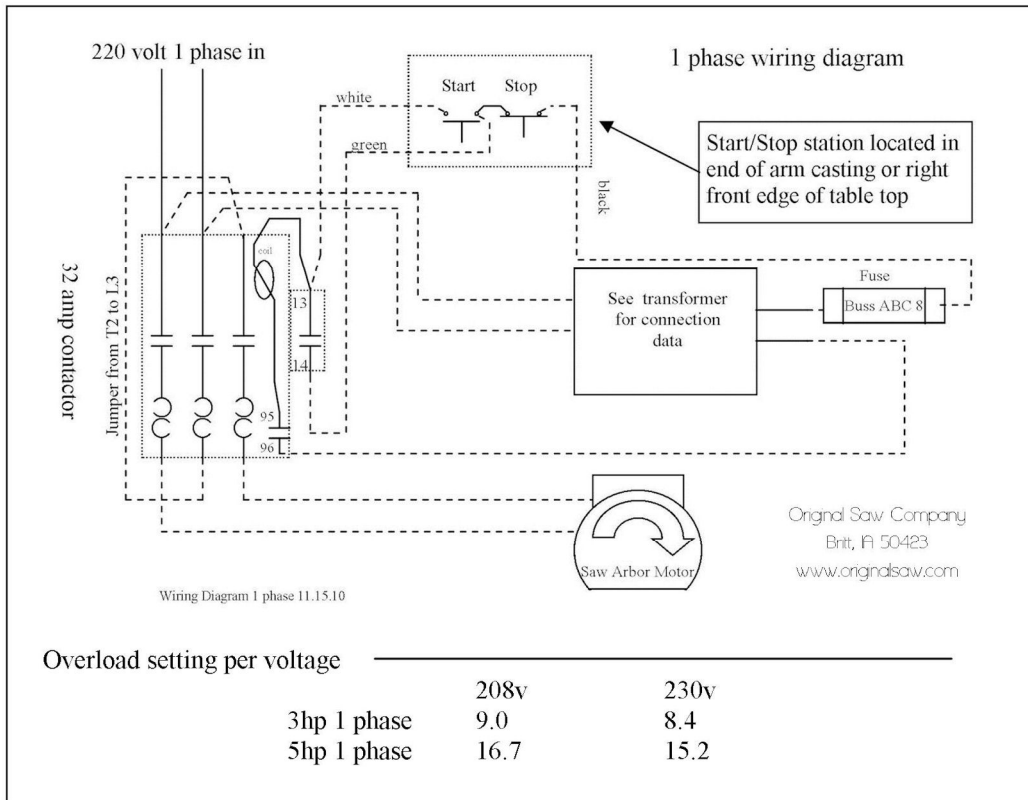 220 volt 1 phase in
1 phase wiring diagram
Start Stop
white
green
black
Start/Stop station located in
end of arm casting or right
front edge of table top
32 amp contactor
Jumper from T2 to L3
coil
13
14
95
96
See transformer
for connection
data
Fuse
Buss ABC 8
Saw Arbor Motor
Original Saw Company
Britt, IA 50423
www.originalsaw.com
Wiring Diagram 1 phase 11.15.10
Overload setting per voltage
208v 230v
3hp 1 phase 9.0 8.4
5hp 1 phase 16.7 15.2